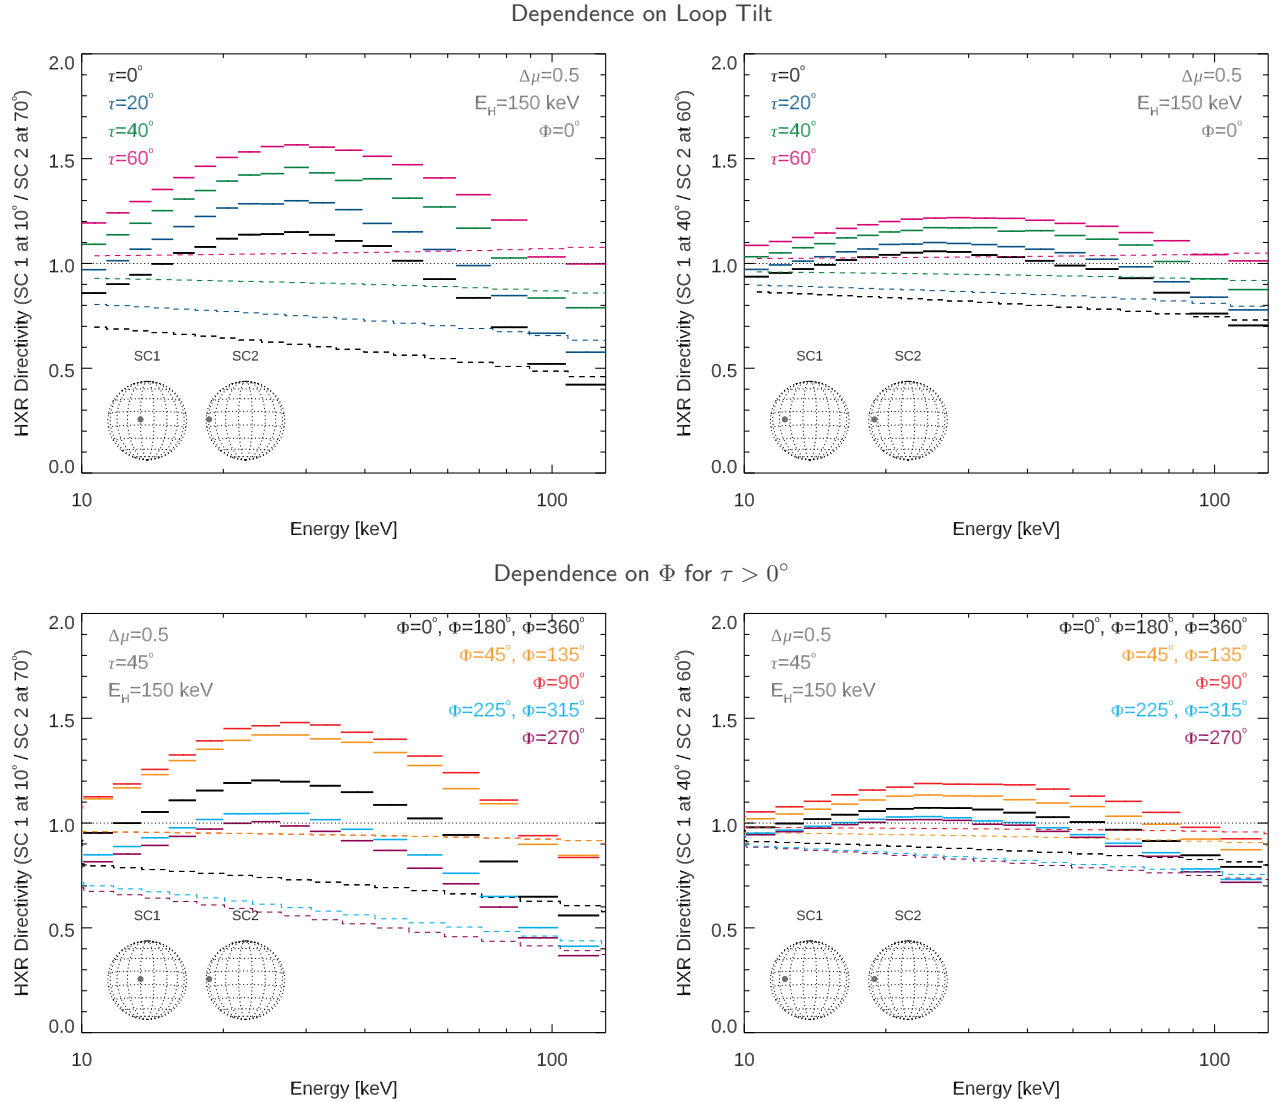 Dependence on Loop Tilt
HXR Directivity (SC 1 at 10° / SC 2 at 70°)
2.0
1.5
1.0
0.5
0.0
τ=0°
τ=20°
τ=40°
τ=60°
Δμ=0.5
E_H=150 keV
Φ=0°
SC1
SC2
10
100
Energy [keV]
HXR Directivity (SC 1 at 40° / SC 2 at 60°)
2.0
1.5
1.0
0.5
0.0
τ=0°
τ=20°
τ=40°
τ=60°
Δμ=0.5
E_H=150 keV
Φ=0°
SC1
SC2
10
100
Energy [keV]
Dependence on Φ for τ > 0°
HXR Directivity (SC 1 at 10° / SC 2 at 70°)
2.0
1.5
1.0
0.5
0.0
Δμ=0.5
τ=45°
E_H=150 keV
Φ=0°, Φ=180°, Φ=360°
Φ=45°, Φ=135°
Φ=90°
Φ=225°, Φ=315°
Φ=270°
SC1
SC2
10
100
Energy [keV]
HXR Directivity (SC 1 at 40° / SC 2 at 60°)
2.0
1.5
1.0
0.5
0.0
Δμ=0.5
τ=45°
E_H=150 keV
Φ=0°, Φ=180°, Φ=360°
Φ=45°, Φ=135°
Φ=90°
Φ=225°, Φ=315°
Φ=270°
SC1
SC2
10
100
Energy [keV]